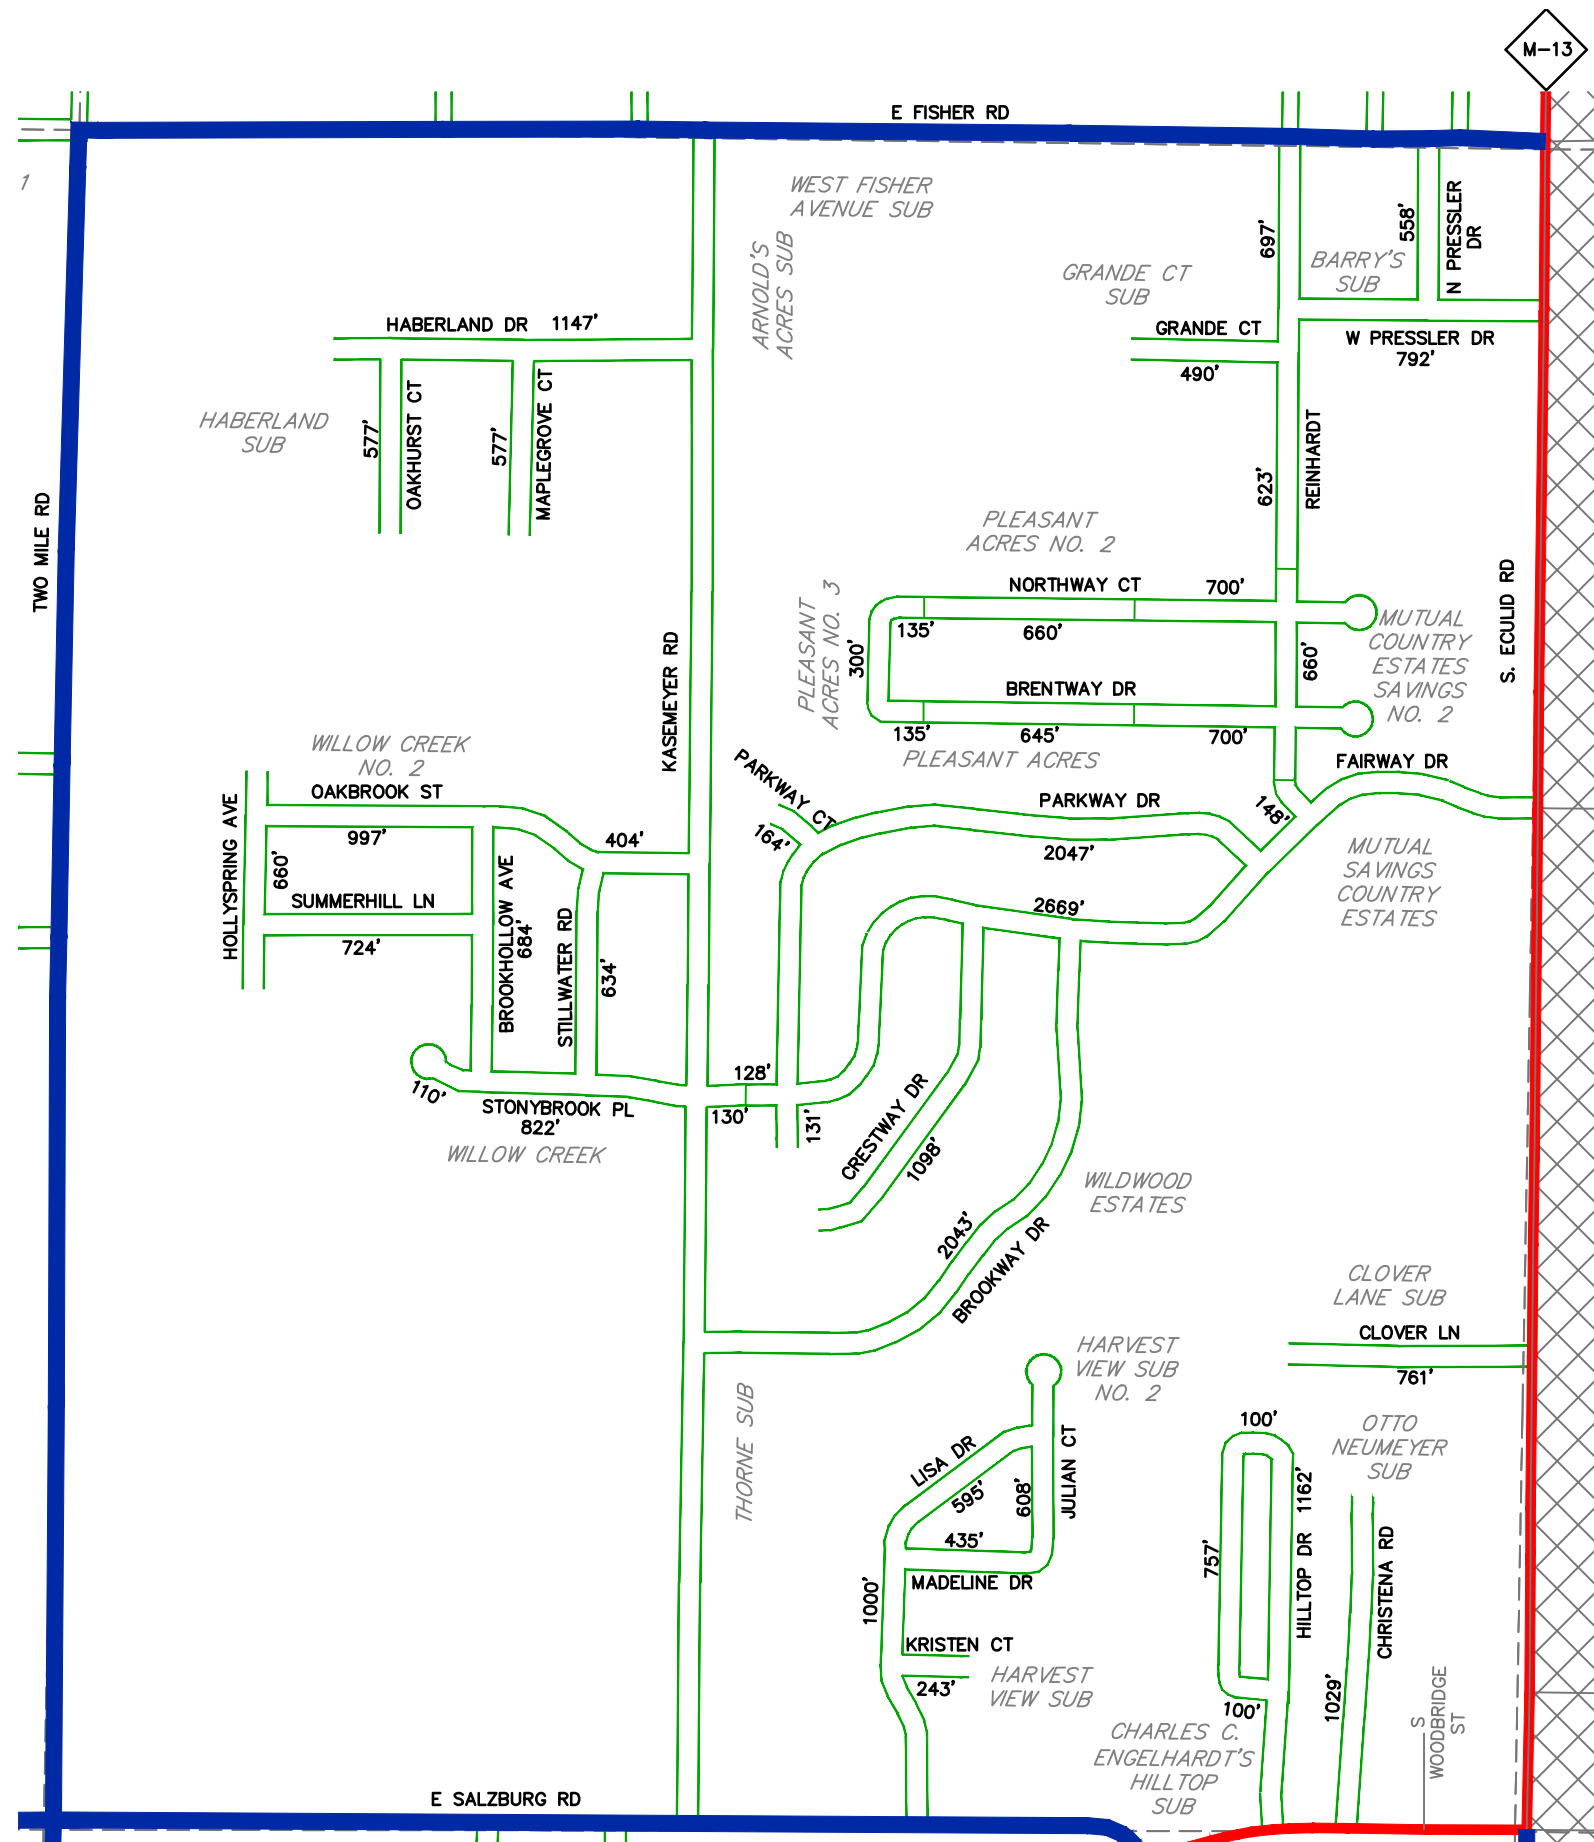 M-13
E FISHER RD
1
WEST FISHER
AVENUE SUB
ARNOLD'S
ACRES SUB
697'
558'
N PRESSLER
DR
BARRY'S
SUB
GRANDE CT
SUB
HABERLAND DR 1147'
GRANDE CT
490'
W PRESSLER DR
792'
HABERLAND
SUB
577'
OAKHURST CT
577'
MAPLEGROVE CT
623'
REINHARDT
TWO MILE RD
PLEASANT
ACRES NO. 2
NORTHWAY CT
700'
S. ECULID RD
PLEASANT
ACRES NO. 3
135'
660'
300'
660'
MUTUAL
COUNTRY
ESTATES
SAVINGS
NO. 2
KASEMEYER RD
BRENTWAY DR
135'
645'
700'
PLEASANT ACRES
WILLOW CREEK
NO. 2
FAIRWAY DR
PARKWAY CT
OAKBROOK ST
HOLLYSPRING AVE
PARKWAY DR
148'
997'
404'
164'
2047'
MUTUAL
SAVINGS
COUNTRY
ESTATES
660'
SUMMERHILL LN
724'
BROOKHOLLOW AVE
684'
STILLWATER RD
634'
2669'
110'
128'
STONYBROOK PL
822'
130'
131'
WILLOW CREEK
CRESTWAY DR
1098'
WILDWOOD
ESTATES
2043'
BROOKWAY DR
CLOVER
LANE SUB
CLOVER LN
761'
HARVEST
VIEW SUB
NO. 2
THORNE SUB
LISA DR
595'
608'
JULIAN CT
100'
OTTO
NEUMEYER
SUB
435'
MADELINE DR
1000'
757'
HILLTOP DR 1162'
CHRISTENA RD
KRISTEN CT
243'
HARVEST
VIEW SUB
100'
1029'
S
WOODBRIDGE
ST
CHARLES C.
ENGELHARDT'S
HILLTOP
SUB
E SALZBURG RD